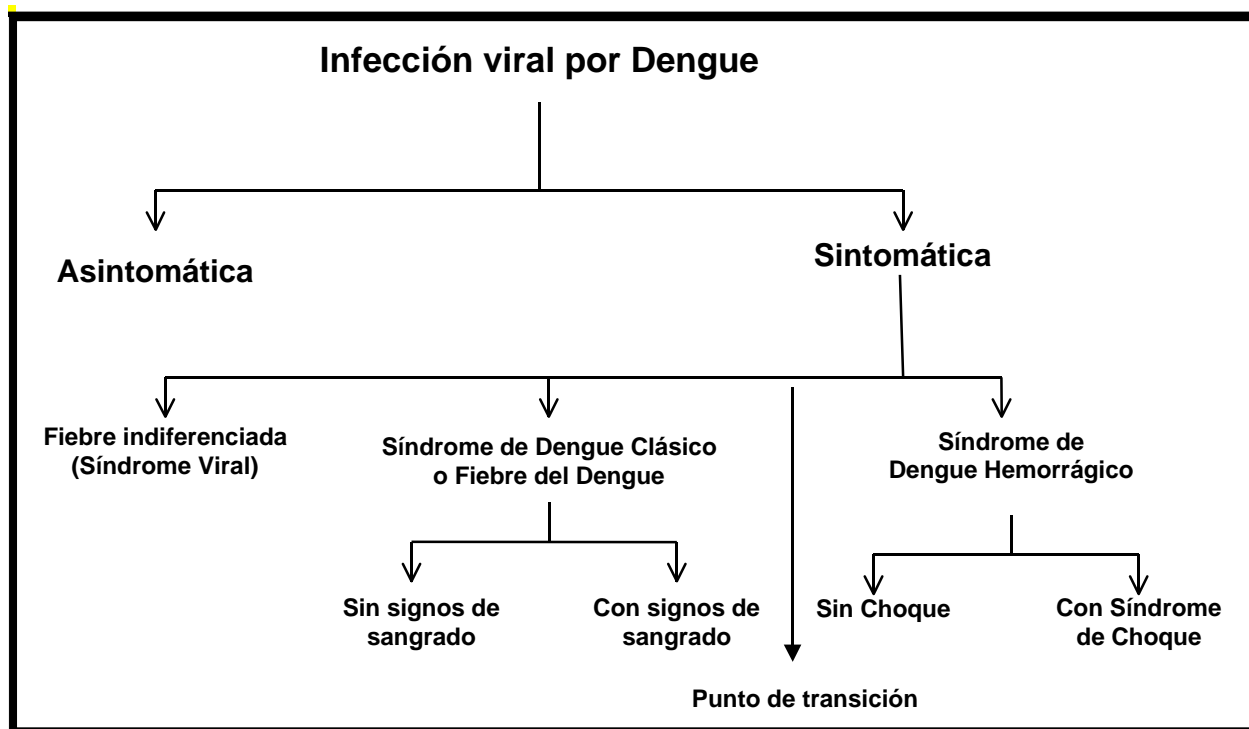 Infección viral por Dengue
Asintomática
Sintomática
Fiebre indiferenciada
(Síndrome Viral)
Síndrome de Dengue Clásico
o Fiebre del Dengue
Síndrome de
Dengue Hemorrágico
Sin signos de
sangrado
Con signos de
sangrado
Sin Choque
Con Síndrome
de Choque
Punto de transición